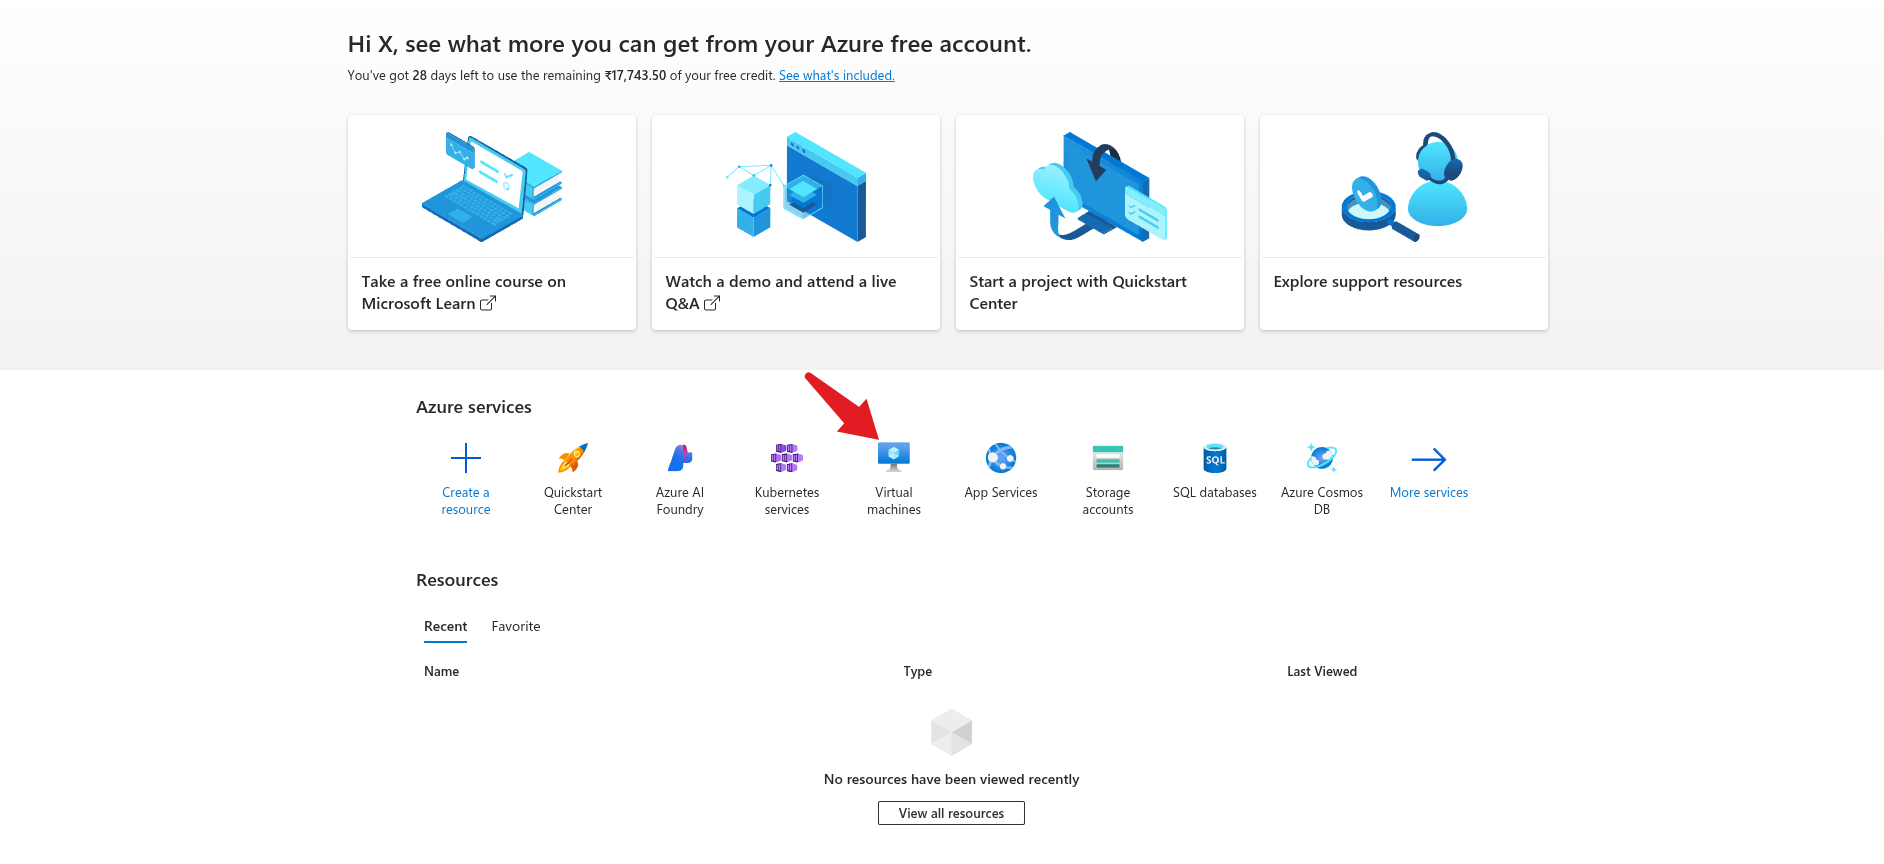 Hi X, see what more you can get from your Azure free account.
You've got 28 days left to use the remaining ₹17,743.50 of your free credit. See what's included.
Take a free online course on
Microsoft Learn
Watch a demo and attend a live
Q&A
Start a project with Quickstart
Center
Explore support resources
Azure services
Create a
resource
Quickstart
Center
Azure AI
Foundry
Kubernetes
services
Virtual
machines
App Services
Storage
accounts
SQL
SQL databases
Azure Cosmos
DB
More services
Resources
Recent
Favorite
Name
Type
Last Viewed
No resources have been viewed recently
View all resources